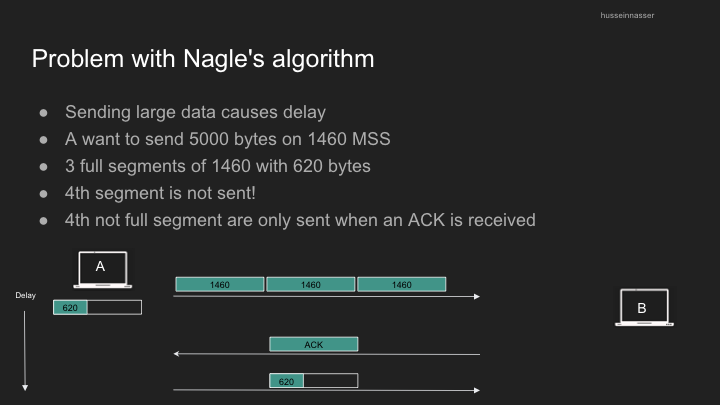 husseinnasser
Problem with Nagle's algorithm
● Sending large data causes delay
● A want to send 5000 bytes on 1460 MSS
● 3 full segments of 1460 with 620 bytes
● 4th segment is not sent!
● 4th not full segment are only sent when an ACK is received
A
1460 1460 1460
Delay
620
B
ACK
620